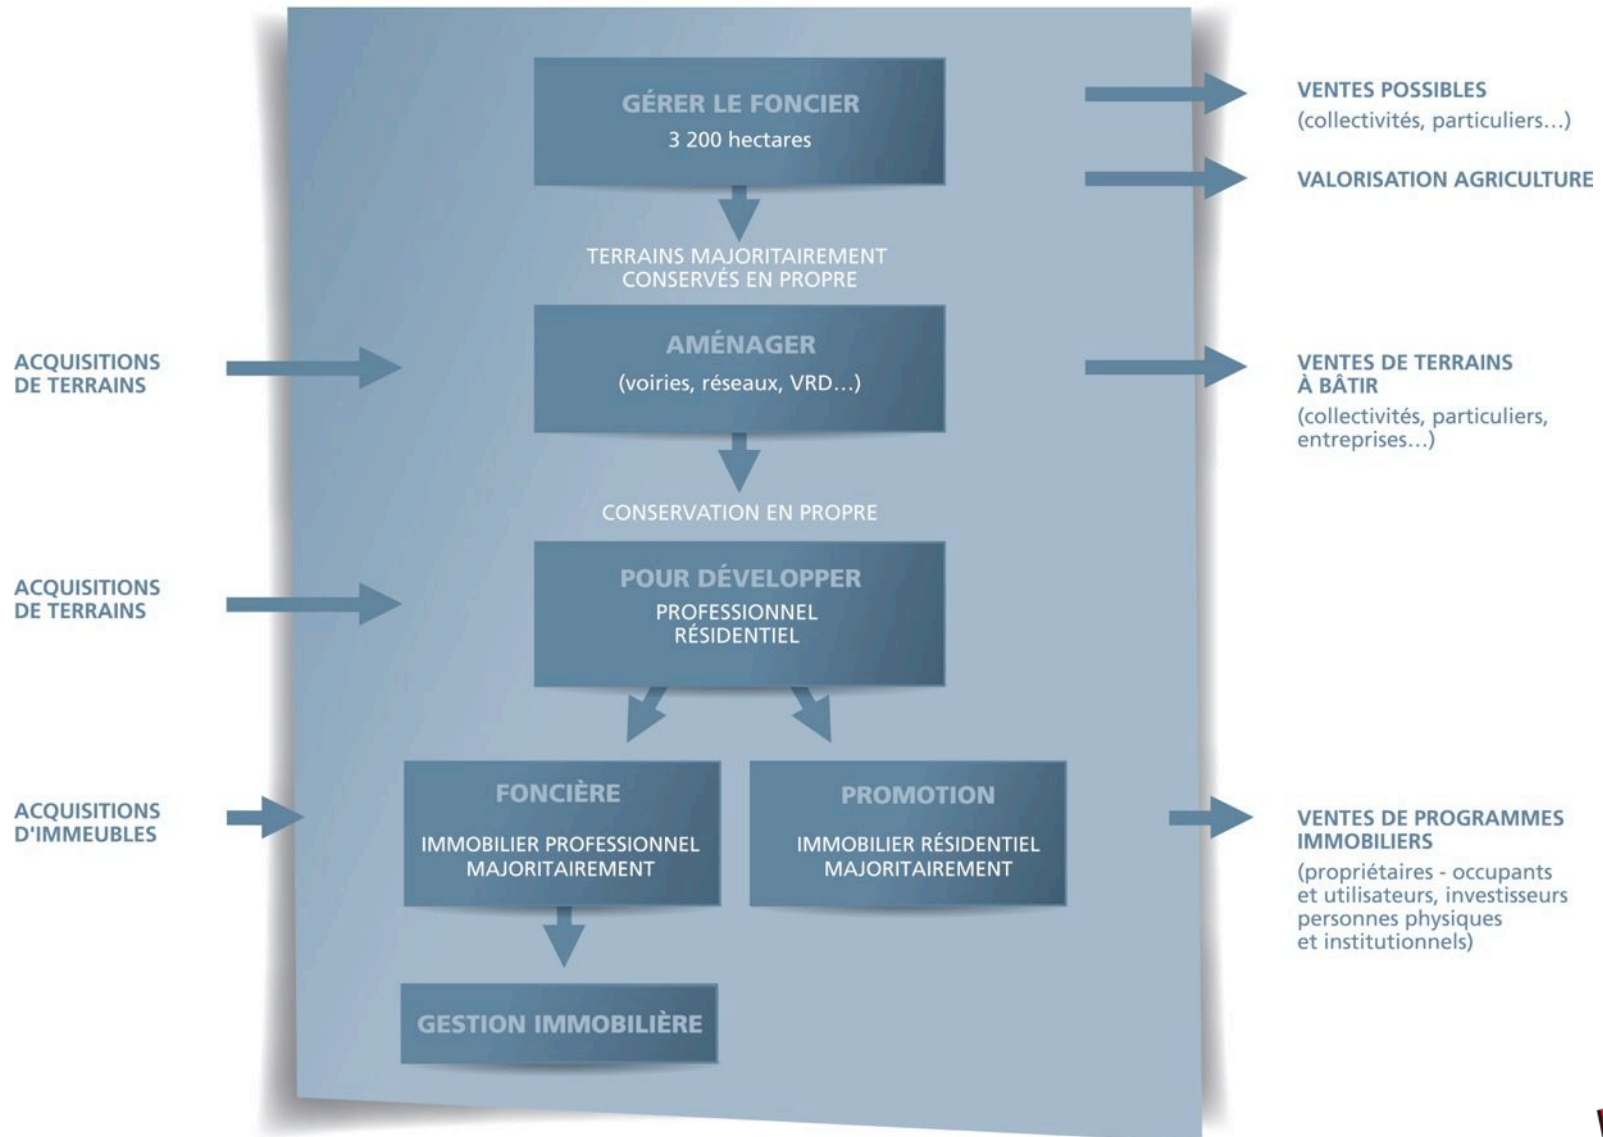 GÉRER LE FONCIER
3 200 hectares
VENTES POSSIBLES
(collectivités, particuliers…)
VALORISATION AGRICULTURE
TERRAINS MAJORITAIREMENT
CONSERVÉS EN PROPRE
ACQUISITIONS
DE TERRAINS
AMÉNAGER
(voiries, réseaux, VRD…)
VENTES DE TERRAINS
À BÂTIR
(collectivités, particuliers,
entreprises…)
CONSERVATION EN PROPRE
ACQUISITIONS
DE TERRAINS
POUR DÉVELOPPER
PROFESSIONNEL
RÉSIDENTIEL
ACQUISITIONS
D'IMMEUBLES
FONCIÈRE
IMMOBILIER PROFESSIONNEL
MAJORITAIREMENT
PROMOTION
IMMOBILIER RÉSIDENTIEL
MAJORITAIREMENT
VENTES DE PROGRAMMES
IMMOBILIERS
(propriétaires - occupants
et utilisateurs, investisseurs
personnes physiques
et institutionnels)
GESTION IMMOBILIÈRE